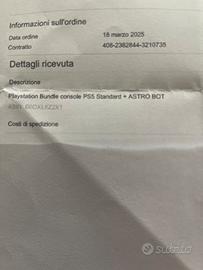 Informazioni sull'ordine
Data ordine 18 marzo 2025
Contratto 408-2382844-3210735
Dettagli ricevuta
Descrizione
Playstation Bundle console PS5 Standard + ASTRO BOT
ASIN:
Costi di spedizione
subito